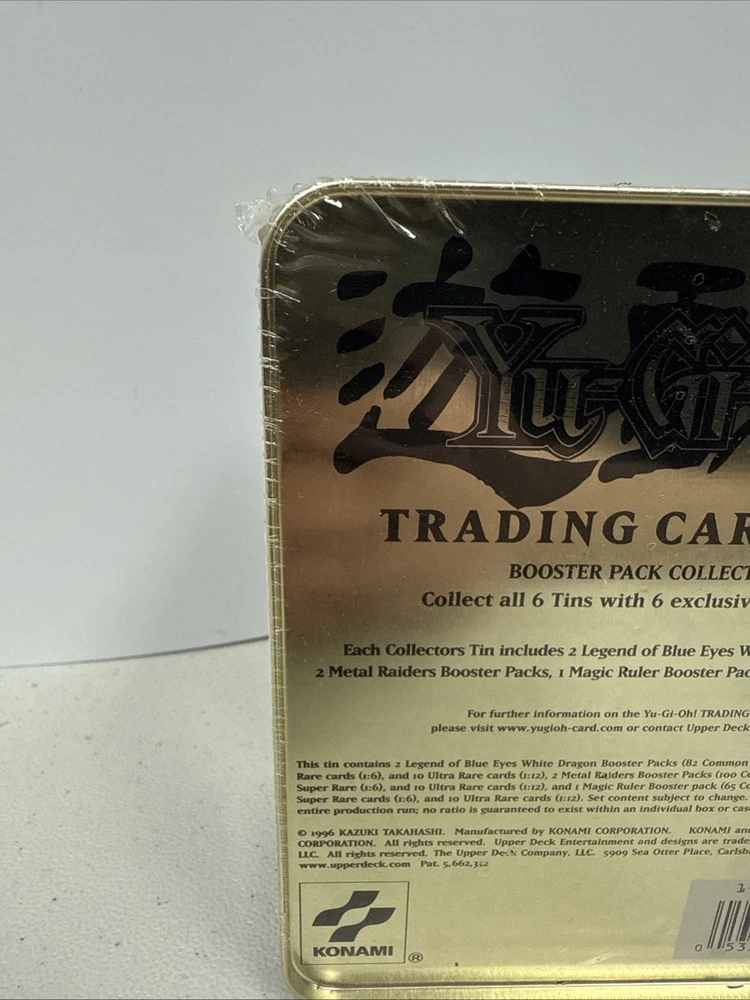 遊戯
Yu-Gi
TRADING CAR
BOOSTER PACK COLLECT
Collect all 6 Tins with 6 exclusiv
Each Collectors Tin includes 2 Legend of Blue Eyes W
2 Metal Raiders Booster Packs, 1 Magic Ruler Booster Pac
For further information on the Yu-Gi-Oh! TRADING
please visit www.yugioh-card.com or contact Upper Deck
This tin contains 2 Legend of Blue Eyes White Dragon Booster Packs (82 Common
Rare cards (1:6), and 10 Ultra Rare cards (1:12), 2 Metal Raiders Booster Packs (100 Co
Super Rare (1:6), and 10 Ultra Rare cards (1:12), and 1 Magic Ruler Booster pack (65 Co
Super Rare cards (1:6), and 10 Ultra Rare cards (1:12). Set content subject to change.
entire production run; no ratio is guaranteed to exist within an individual box or case
© 1996 KAZUKI TAKAHASHI. Manufactured by KONAMI CORPORATION. KONAMI and
CORPORATION. All rights reserved. Upper Deck Entertainment and designs are trade
LLC. All rights reserved. The Upper Deck Company, LLC. 5909 Sea Otter Place, Carlsb
www.upperdeck.com Pat. 5,662,332
KONAMI ®
1
0 53